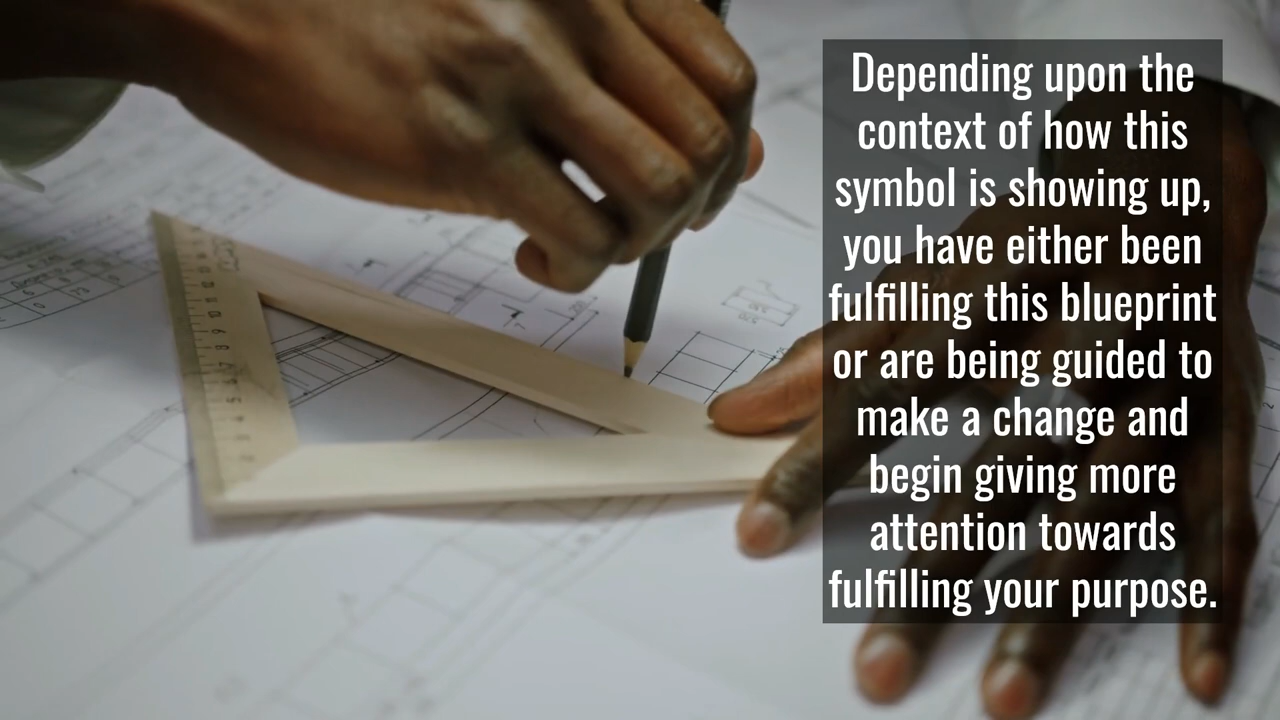 Depending upon the
context of how this
symbol is showing up,
you have either been
fulfilling this blueprint
or are being guided to
make a change and
begin giving more
attention towards
fulfilling your purpose.